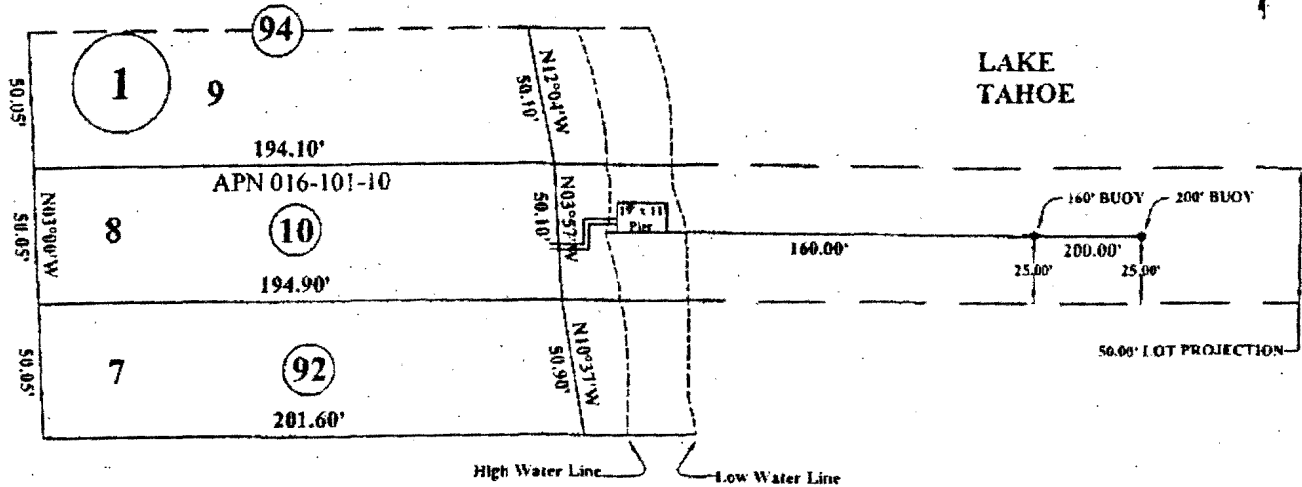 94
LAKE
TAHOE
1
9
50.05'
N12°04'W
50.10'
194.10'
APN 016-101-10
8
10
50.05'
N03°00'W
50.10'
N03°57'W
Pier
160' BUOY
200' BUOY
160.00'
200.00'
25.00'
25.00'
194.90'
50.00' LOT PROJECTION
7
92
50.05'
50.90'
N10°37'W
201.60'
High Water Line
Low Water Line